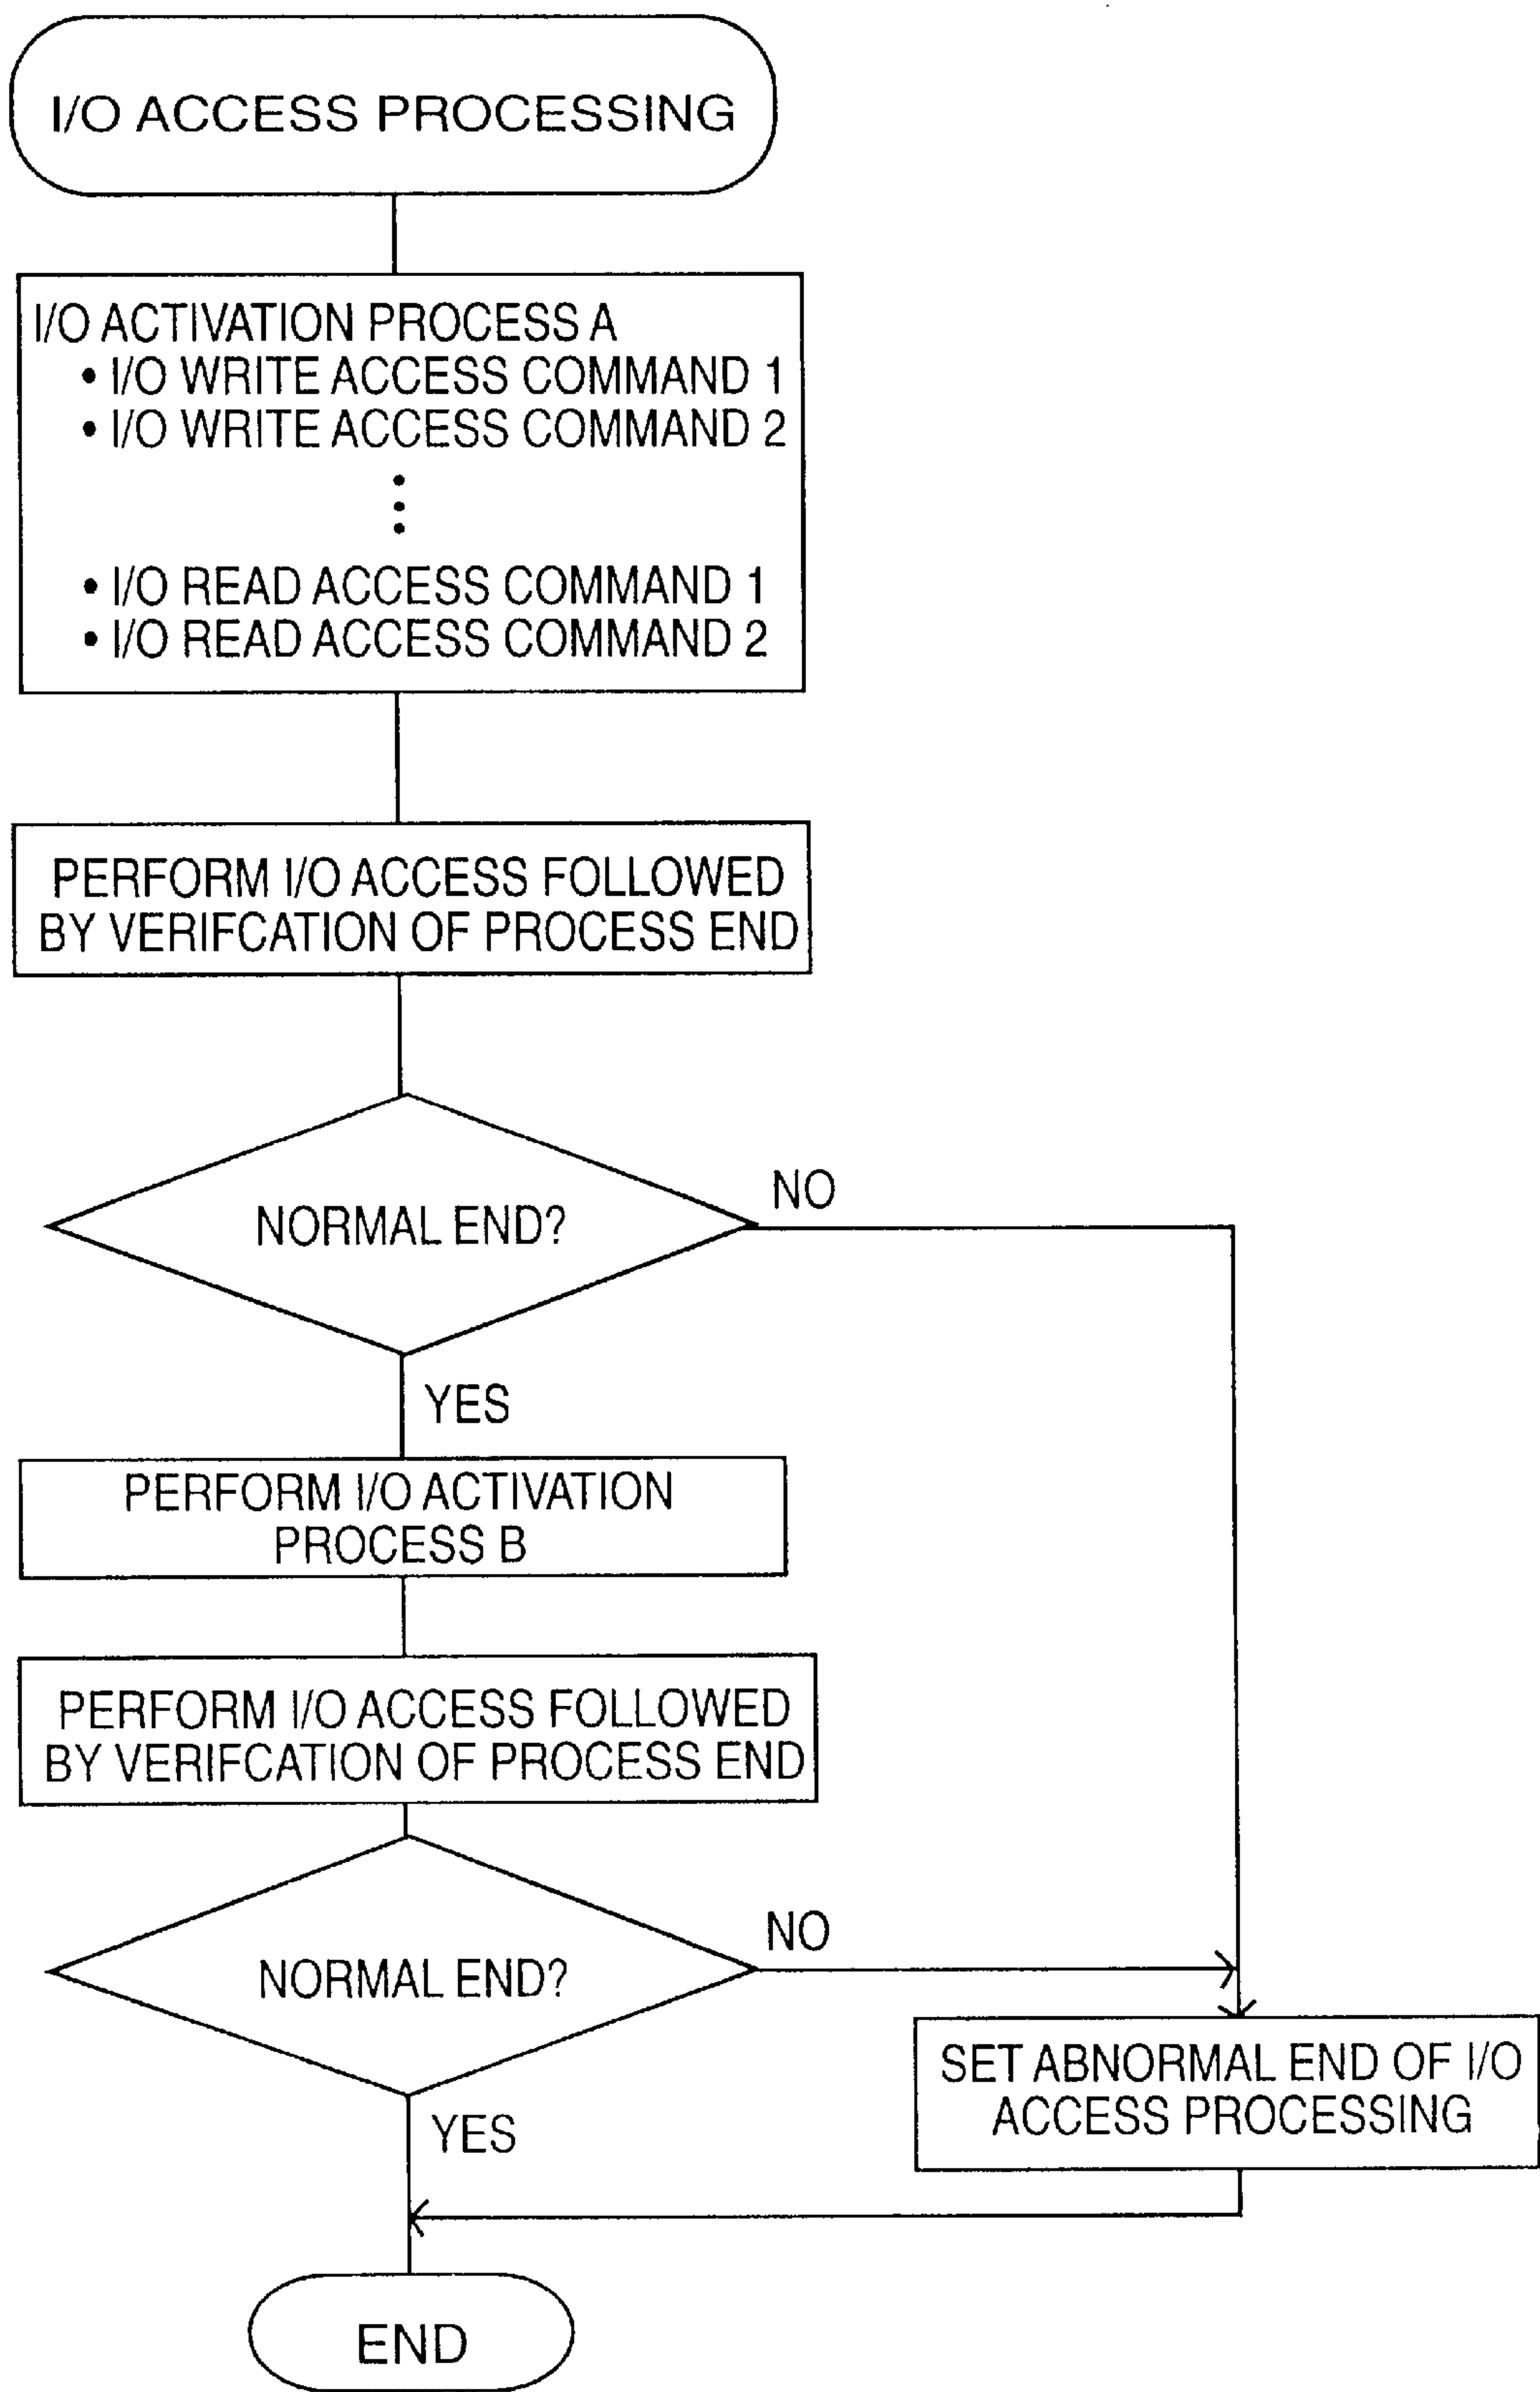 I/O ACCESS PROCESSING
I/O ACTIVATION PROCESS A
• I/O WRITE ACCESS COMMAND 1
• I/O WRITE ACCESS COMMAND 2
• I/O READ ACCESS COMMAND 1
• I/O READ ACCESS COMMAND 2
PERFORM I/O ACCESS FOLLOWED
BY VERIFCATION OF PROCESS END
NORMAL END?
NO
YES
PERFORM I/O ACTIVATION
PROCESS B
PERFORM I/O ACCESS FOLLOWED
BY VERIFCATION OF PROCESS END
NORMAL END?
NO
YES
SET ABNORMAL END OF I/O
ACCESS PROCESSING
END